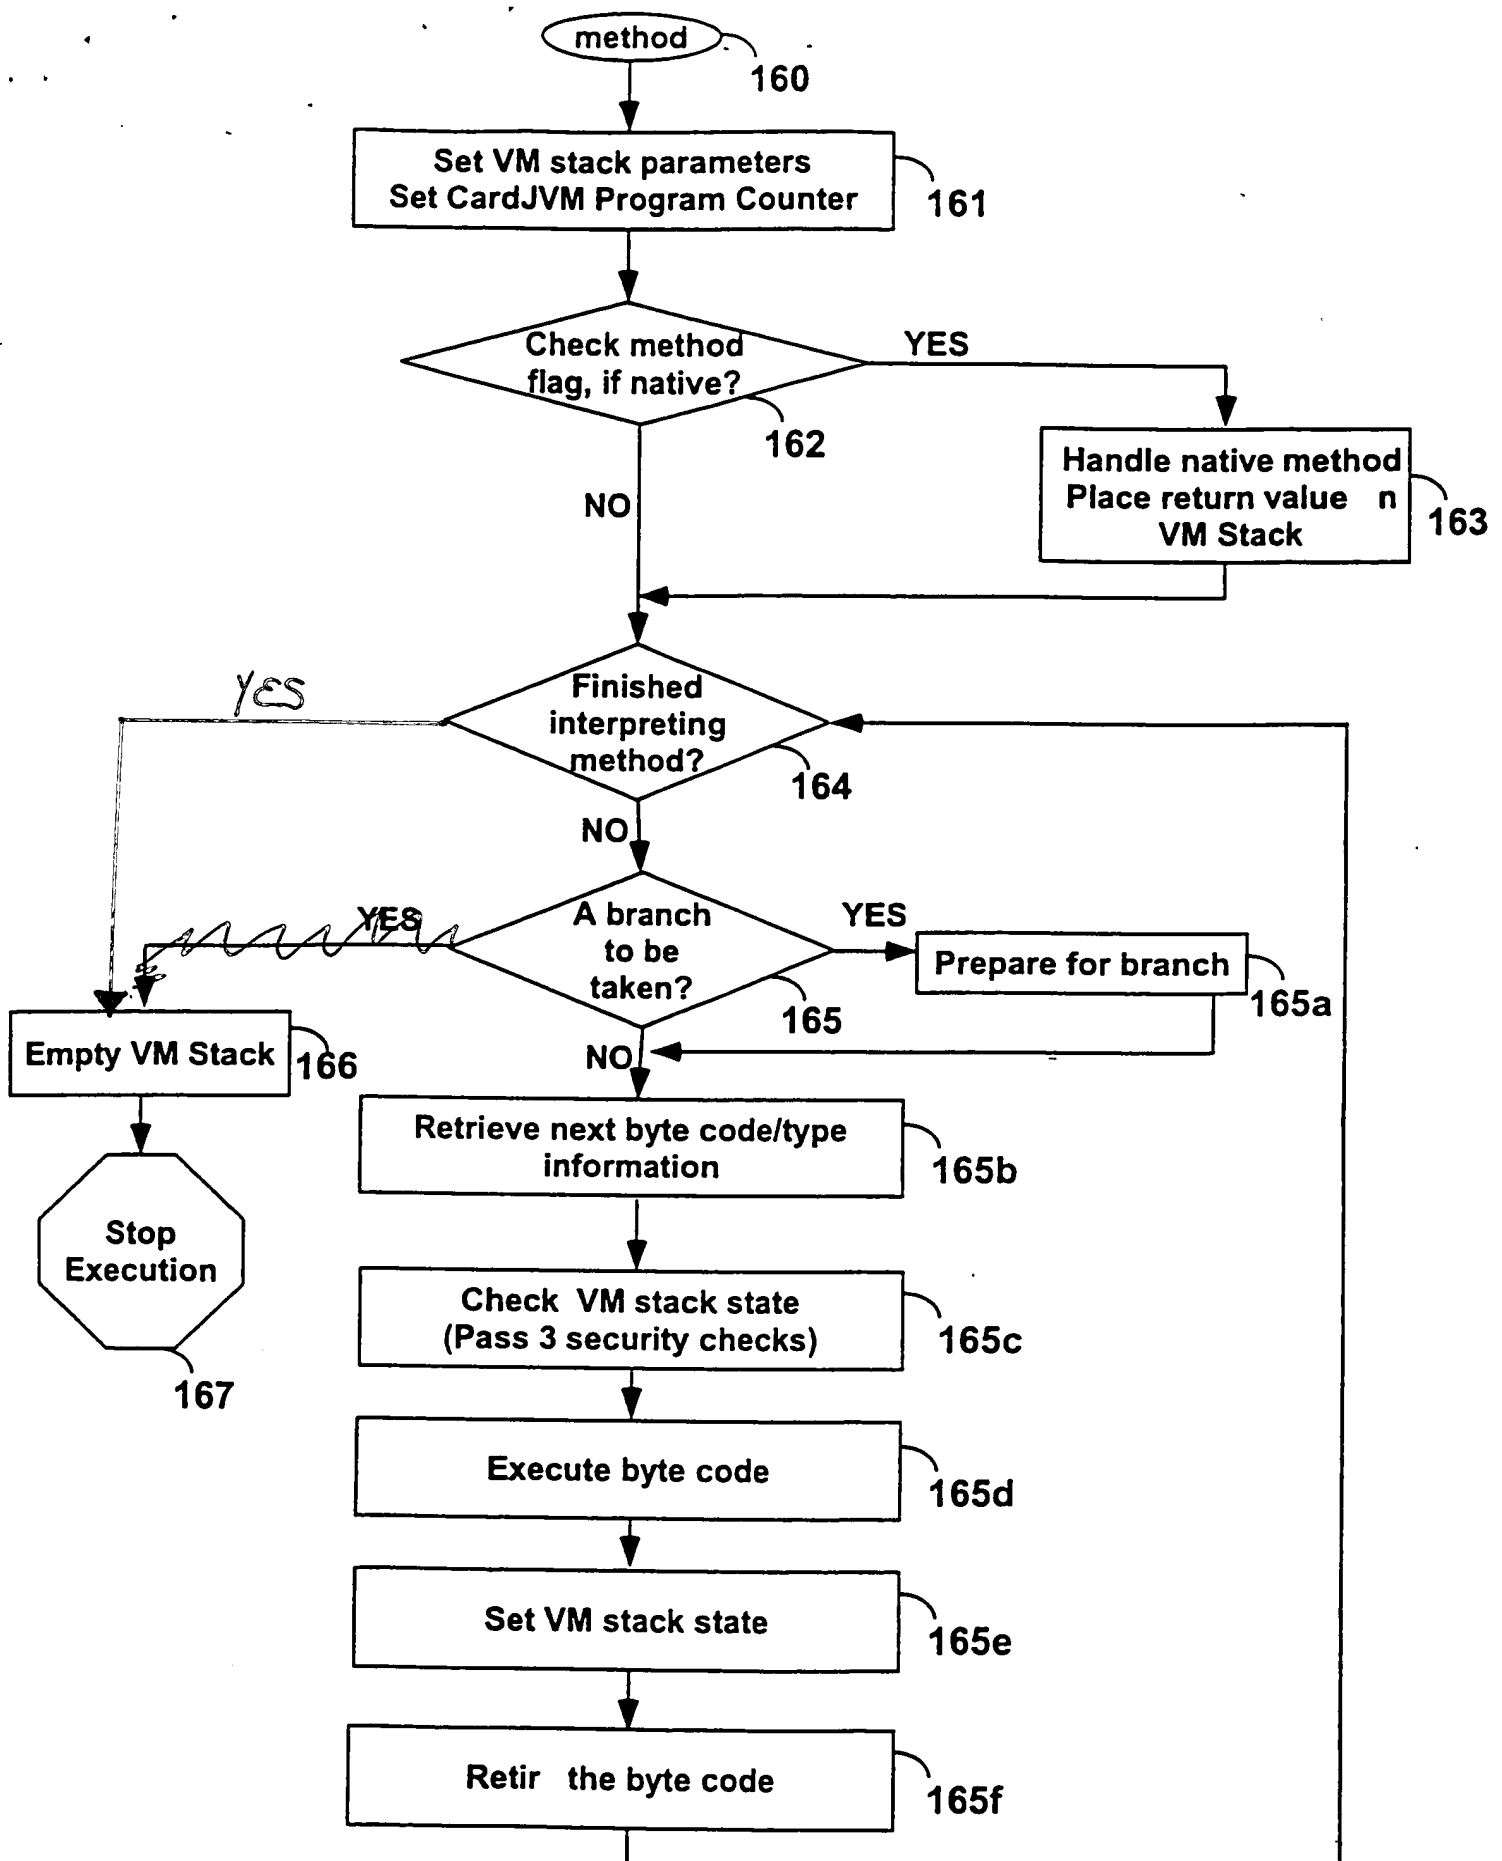 method
160
Set VM stack parameters
Set CardJVM Program Counter
161
Check method
flag, if native?
162
YES
NO
Handle native method
Place return value n
VM Stack
163
YES
Finished
interpreting
method?
164
NO
YES
A branch
to be
taken?
165
YES
Prepare for branch
165a
NO
Empty VM Stack
166
Stop
Execution
167
Retrieve next byte code/type
information
165b
Check VM stack state
(Pass 3 security checks)
165c
Execute byte code
165d
Set VM stack state
165e
Retir the byte code
165f